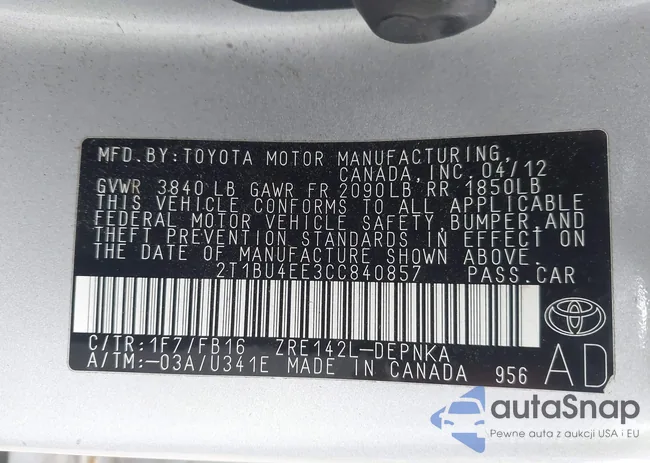 MFD. BY: TOYOTA MOTOR MANUFACTURING,
CANADA, INC. 04/12
GVWR 3840 LB GAWR FR 2090LB RR 1850LB
THIS VEHICLE CONFORMS TO ALL APPLICABLE
FEDERAL MOTOR VEHICLE SAFETY, BUMPER, AND
THEFT PREVENTION STANDARDS IN EFFECT ON
THE DATE OF MANUFACTURE SHOWN ABOVE.
2T1BU4EE3CC840857 PASS.CAR
C/TR: 1F7/FB16 ZRE142L-DEPNKA
A/TM: -03A/U341E MADE IN CANADA 956 AD
autaSnap
Pewne auta z aukcji USA i EU